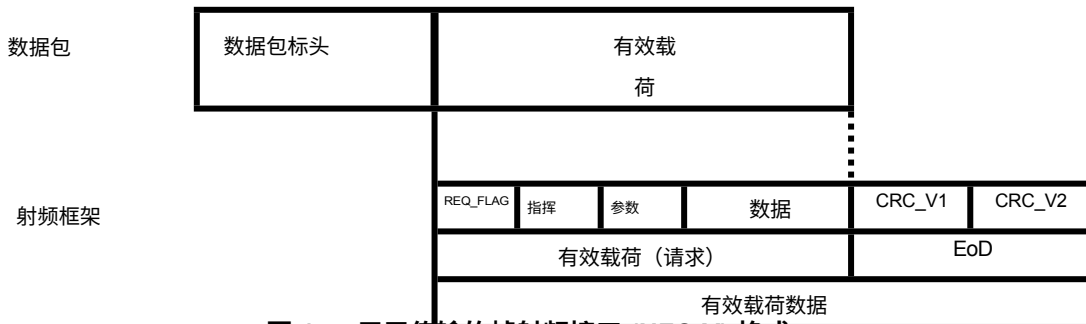 数据包
数据包标头
有效载
荷
射频框架
REQ_FLAG
指挥
参数
数据
CRC_V1
CRC_V2
有效载荷（请求）
EoD
有效载荷数据